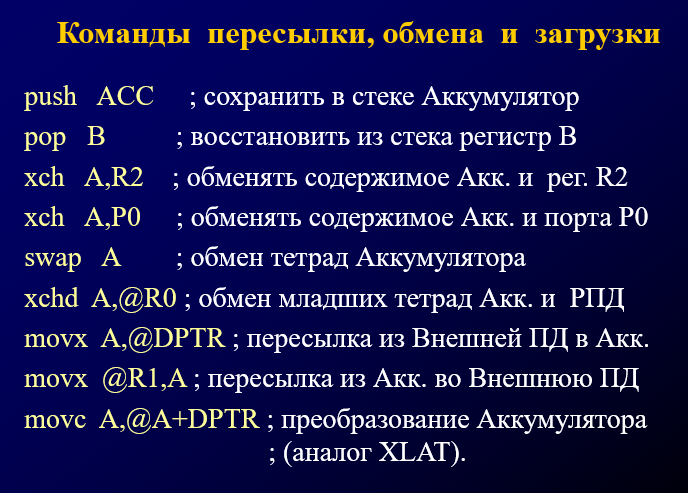 Команды пересылки, обмена и загрузки
push ACC ; сохранить в стеке Аккумулятор
pop B ; восстановить из стека регистр B
xch A,R2 ; обменять содержимое Акк. и рег. R2
xch A,P0 ; обменять содержимое Акк. и порта P0
swap A ; обмен тетрад Аккумулятора
xchd A,@R0 ; обмен младших тетрад Акк. и РПД
movx A,@DPTR ; пересылка из Внешней ПД в Акк.
movx @R1,A ; пересылка из Акк. во Внешнюю ПД
movc A,@A+DPTR ; преобразование Аккумулятора
; (аналог XLAT).